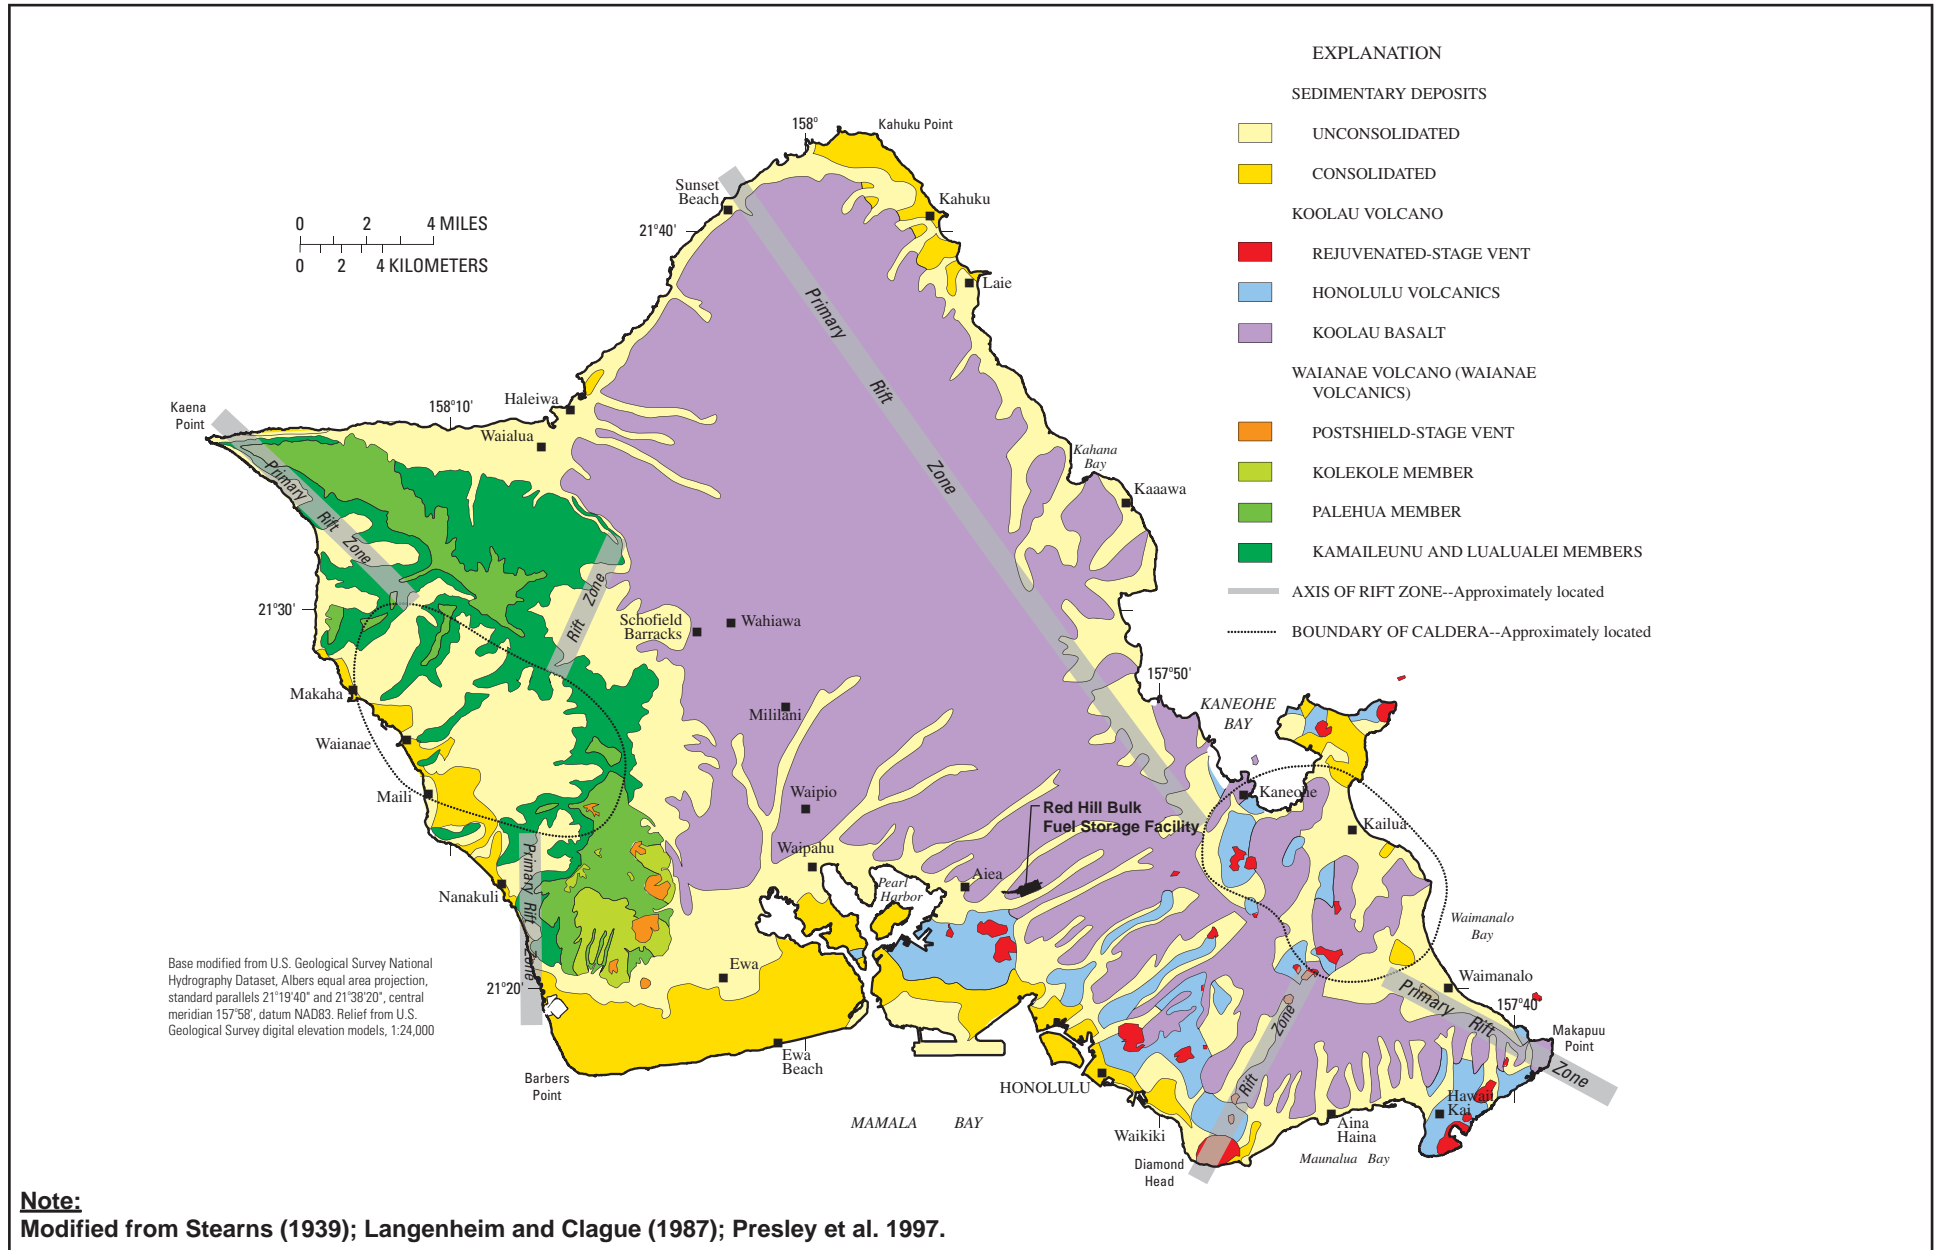 EXPLANATION
SEDIMENTARY DEPOSITS
UNCONSOLIDATED
CONSOLIDATED
KOOLAU VOLCANO
REJUVENATED-STAGE VENT
HONOLULU VOLCANICS
KOOLAU BASALT
WAIANAE VOLCANO (WAIANAE
VOLCANICS)
POSTSHIELD-STAGE VENT
KOLEKOLE MEMBER
PALEHUA MEMBER
KAMAILEUNU AND LUALUALEI MEMBERS
AXIS OF RIFT ZONE--Approximately located
BOUNDARY OF CALDERA--Approximately located
158°
Kahuku Point
Sunset
Beach
Kahuku
21°40'
0 2 4 MILES
0 2 4 KILOMETERS
Laie
Primary Rift Zone
Haleiwa
158°10'
Kaena
Point
Waialua
Kahana
Bay
Kaaawa
Primary Rift Zone
Rift Zone
21°30'
Schofield
Barracks
Wahiawa
Makaha
Mililani
157°50'
KANEOHE
BAY
Waianae
Maili
Waipio
Kaneohe
Red Hill Bulk
Fuel Storage Facility
Kailua
Waipahu
Primary Rift Zone
Nanakuli
Pearl
Harbor
Aiea
Waimanalo
Bay
Ewa
Waimanalo
21°20'
157°40'
Primary Rift Zone
Makapuu
Point
Rift Zone
Base modified from U.S. Geological Survey National
Hydrography Dataset, Albers equal area projection,
standard parallels 21°19'40" and 21°38'20", central
meridian 157°58', datum NAD83. Relief from U.S.
Geological Survey digital elevation models, 1:24,000
Ewa
Beach
Barbers
Point
HONOLULU
Hawaii
Kai
MAMALA BAY
Waikiki
Aina
Haina
Diamond
Head
Maunalua Bay
Note:
Modified from Stearns (1939); Langenheim and Clague (1987); Presley et al. 1997.